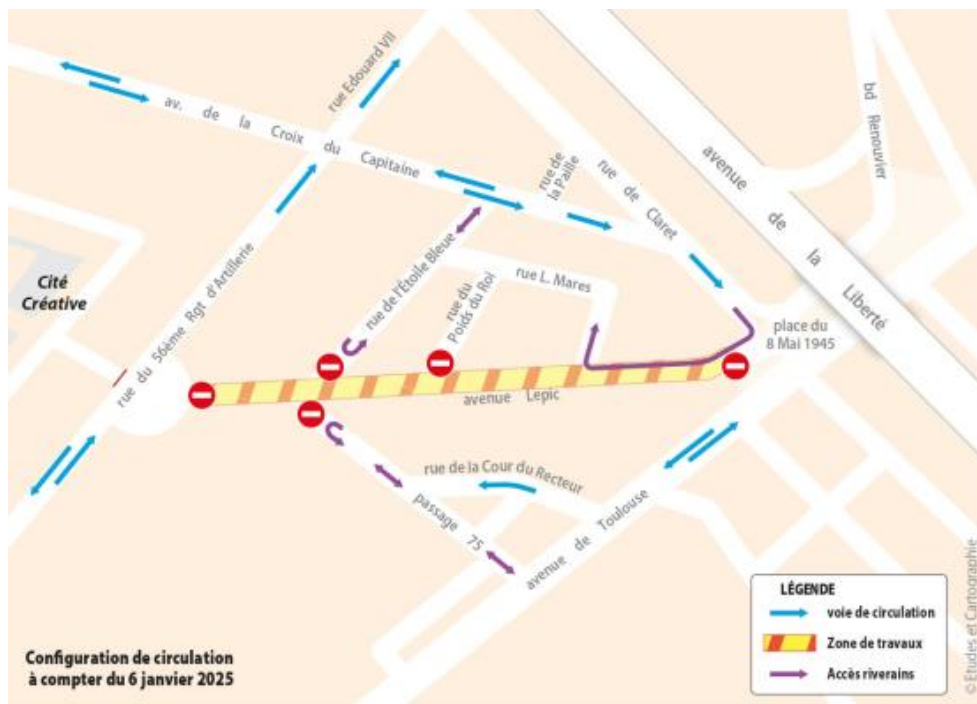 rue Edouard VII
av. de la Croix du Capitaine
bd Renouvier
avenue de la Liberté
rue de
la Paille
rue de Claret
Cité
Créative
rue du 56ème Rgt d'Artillerie
rue de l'Étoile Bleue
rue du
Poids du Roi
rue L. Mares
place du
8 Mai 1945
avenue Lepic
rue de la Cour du Recteur
passage 75
avenue de Toulouse
LÉGENDE
voie de circulation
Zone de travaux
Accès riverains
Configuration de circulation
à compter du 6 janvier 2025
© Etudes et Cartographie